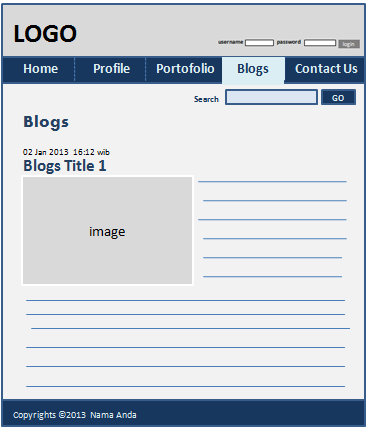 LOGO
username password login
Home Profile Portofolio Blogs Contact Us
Search GO
Blogs
02 Jan 2013 16:12 wib
Blogs Title 1
image
Copyrights ©2013 Nama Anda